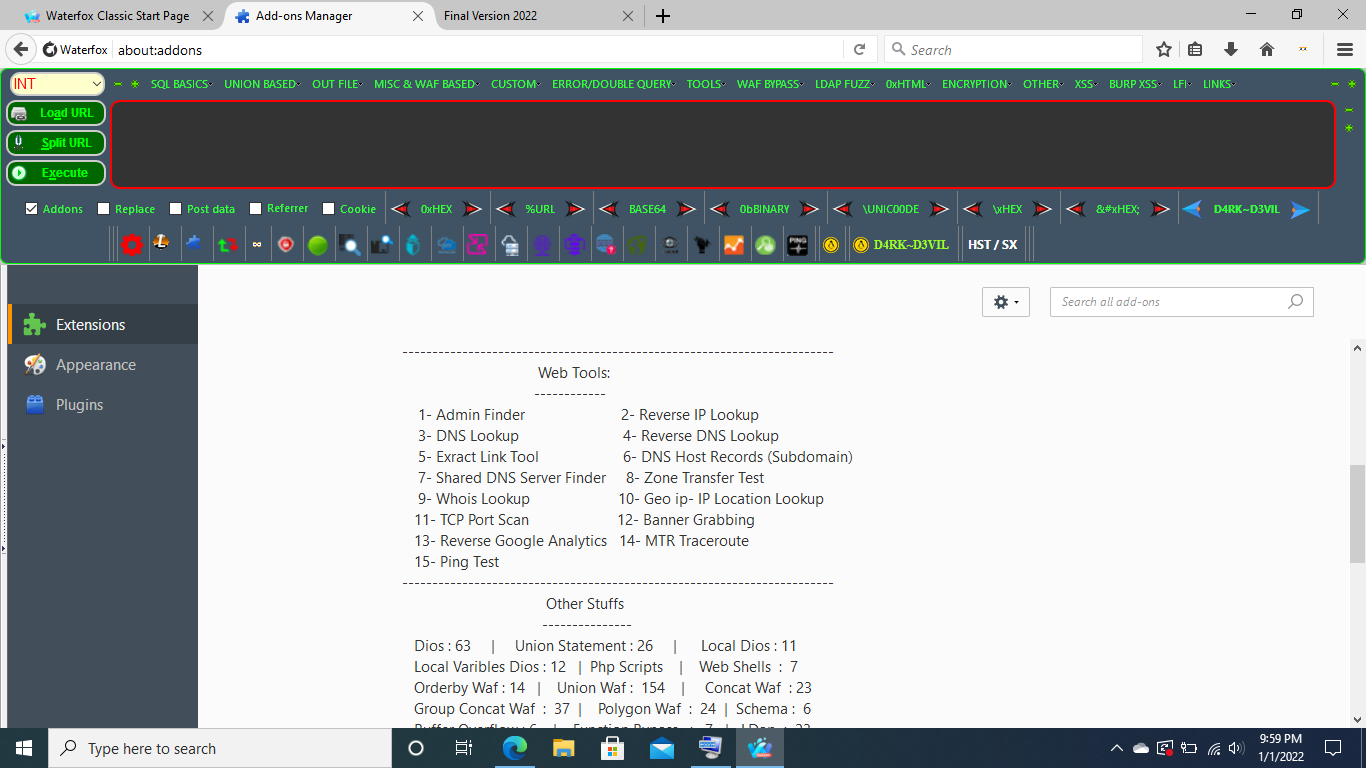 Waterfox Classic Start Page
Add-ons Manager
Final Version 2022
Waterfox
about:addons
Search
INT
SQL BASICS
UNION BASED
OUT FILE
MISC & WAF BASED
CUSTOM
ERROR/DOUBLE QUERY
TOOLS
WAF BYPASS
LDAP FUZZ
0xHTML
ENCRYPTION
OTHER
XSS
BURP XSS
LFI
LINKS
Load URL
Split URL
Execute
Addons
Replace
Post data
Referrer
Cookie
0xHEX
%URL
BASE64
0bBINARY
\UNIC00DE
\xHEX
&#xHEX;
D4RK~D3VIL
PING
D4RK~D3VIL
HST / SX
Extensions
Appearance
Plugins
Search all add-ons
------------------------------------------------------------------------
Web Tools:
------------
1- Admin Finder 2- Reverse IP Lookup
3- DNS Lookup 4- Reverse DNS Lookup
5- Exract Link Tool 6- DNS Host Records (Subdomain)
7- Shared DNS Server Finder 8- Zone Transfer Test
9- Whois Lookup 10- Geo ip- IP Location Lookup
11- TCP Port Scan 12- Banner Grabbing
13- Reverse Google Analytics 14- MTR Traceroute
15- Ping Test
------------------------------------------------------------------------
Other Stuffs
---------------
Dios : 63 | Union Statement : 26 | Local Dios : 11
Local Varibles Dios : 12 | Php Scripts | Web Shells : 7
Orderby Waf : 14 | Union Waf : 154 | Concat Waf : 23
Group Concat Waf : 37 | Polygon Waf : 24 | Schema : 6
Type here to search
9:59 PM
1/1/2022